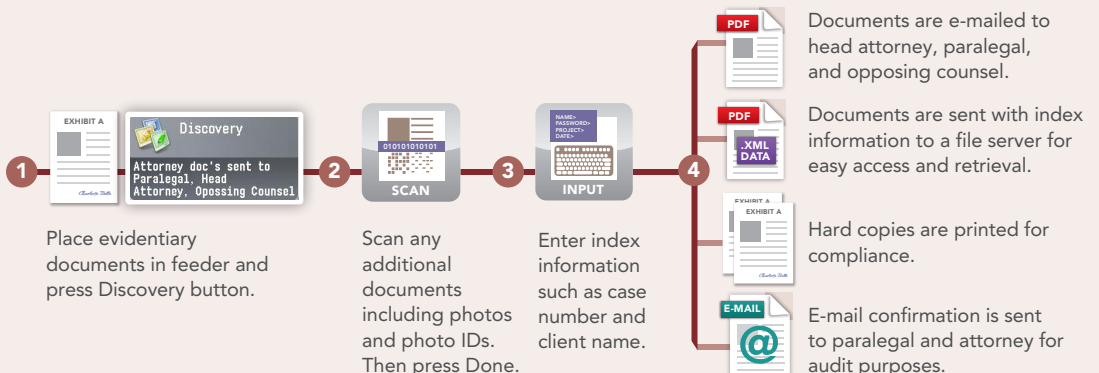 1
EXHIBIT A
Charlotte Batts
Discovery
Attorney doc's sent to
Paralegal, Head
Attorney, Opossing Counsel
Place evidentiary
documents in feeder and
press Discovery button.
2
010101010101
SCAN
Scan any
additional
documents
including photos
and photo IDs.
Then press Done.
3
NAME>
PASSWORD>
PROJECT>
DATE>
INPUT
Enter index
information
such as case
number and
client name.
4
PDF
Documents are e-mailed to
head attorney, paralegal,
and opposing counsel.
PDF
.XML
DATA
Documents are sent with index
information to a file server for
easy access and retrieval.
EXHIBIT A
EXHIBIT A
Hard copies are printed for
compliance.
E-MAIL
@
E-mail confirmation is sent
to paralegal and attorney for
audit purposes.